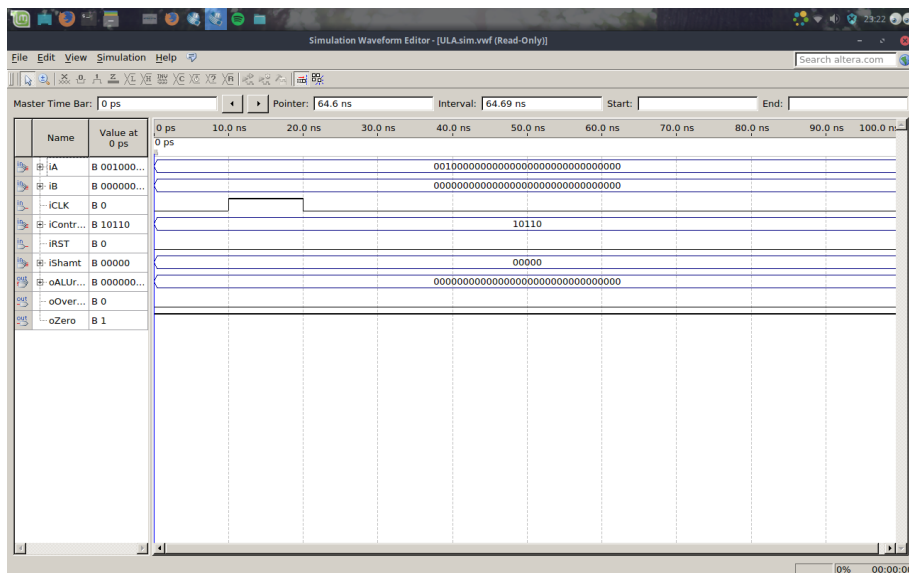 23:22
Simulation Waveform Editor - [ULA.sim.vwf (Read-Only)]
File Edit View Simulation Help
Search altera.com
Master Time Bar: 0 ps Pointer: 64.6 ns Interval: 64.69 ns Start: End:
Name Value at 0 ps
0 ps 10.0 ns 20.0 ns 30.0 ns 40.0 ns 50.0 ns 60.0 ns 70.0 ns 80.0 ns 90.0 ns 100.0 ns
0 ps
iA B 001000... 00100000000000000000000000000000
iB B 000000... 00000000000000000000000000000000
iCLK B 0
iContr... B 10110 10110
iRST B 0
iShamt B 00000 00000
oALUr... B 000000... 00000000000000000000000000000000
oOver... B 0
oZero B 1
0% 00:00:00